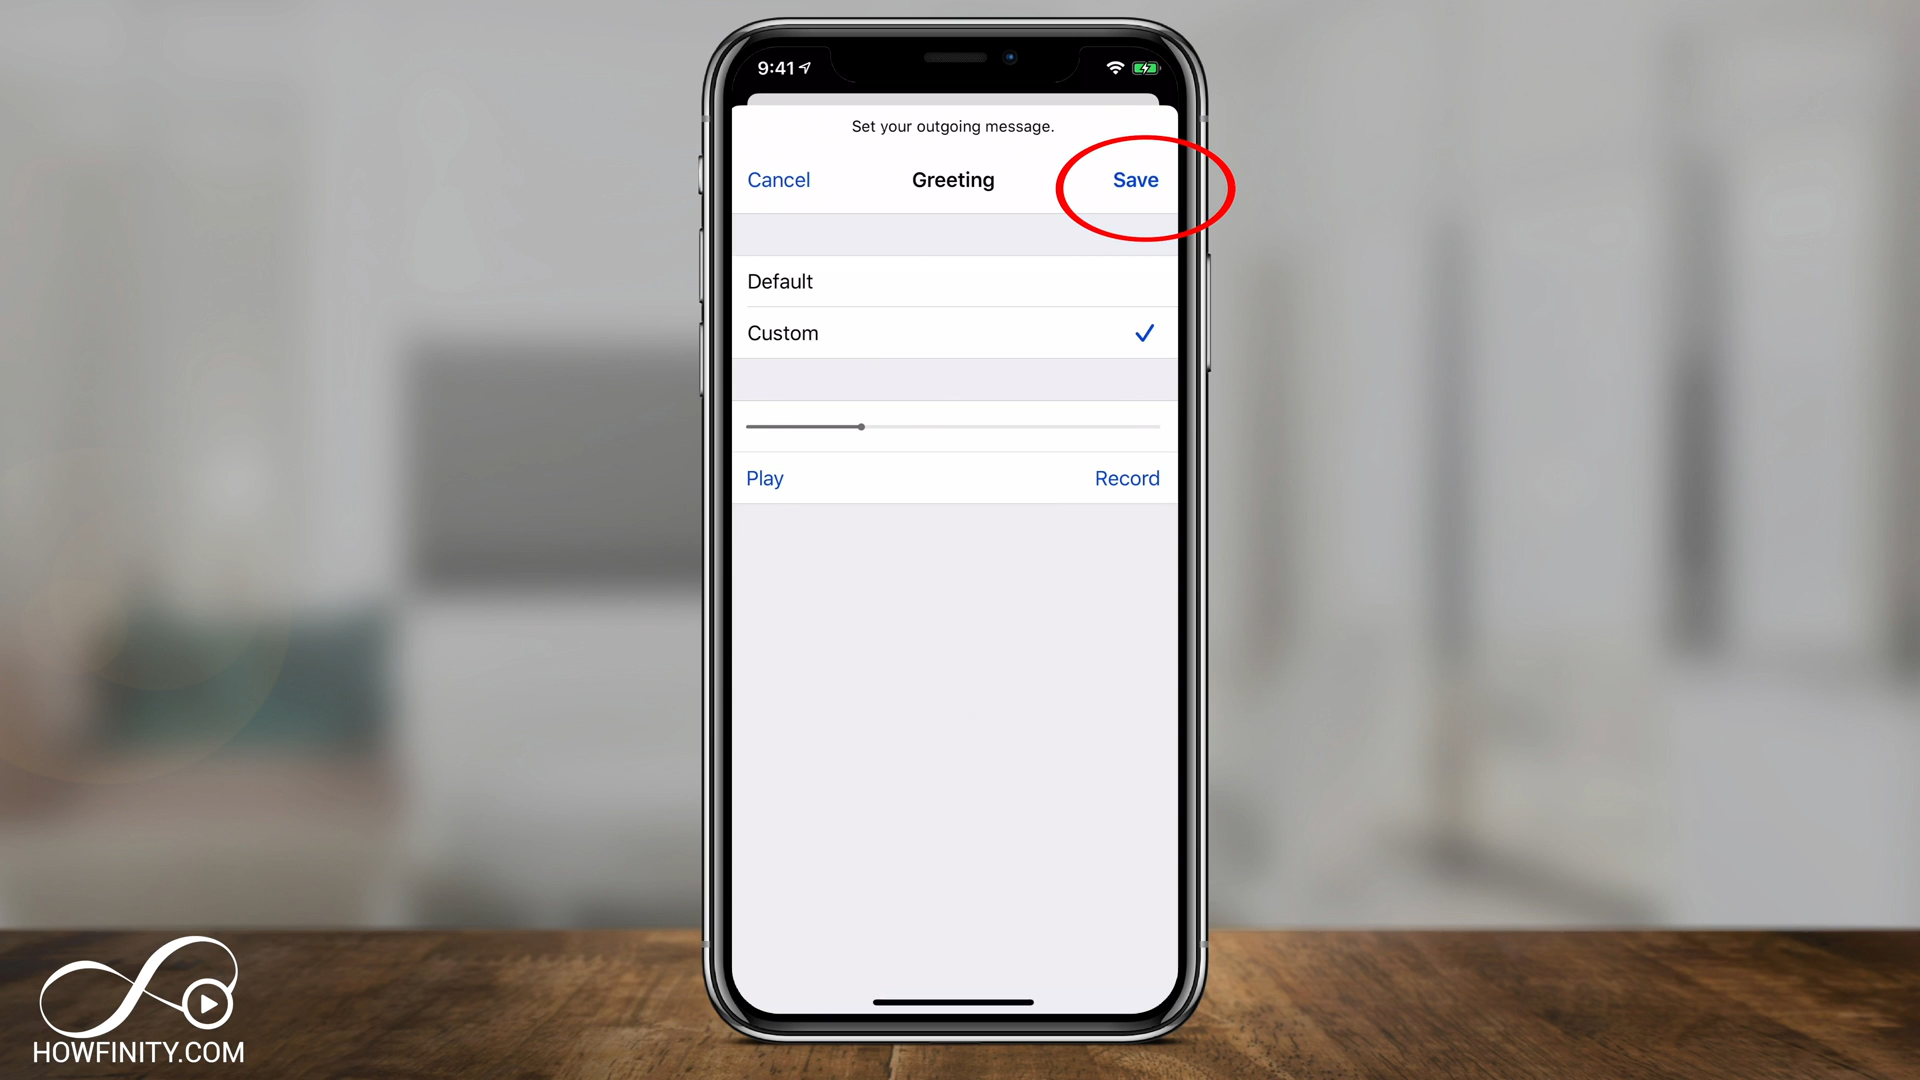 9:41
Set your outgoing message.
Cancel Greeting Save
Default
Custom
Play Record
HOWFINITY.COM